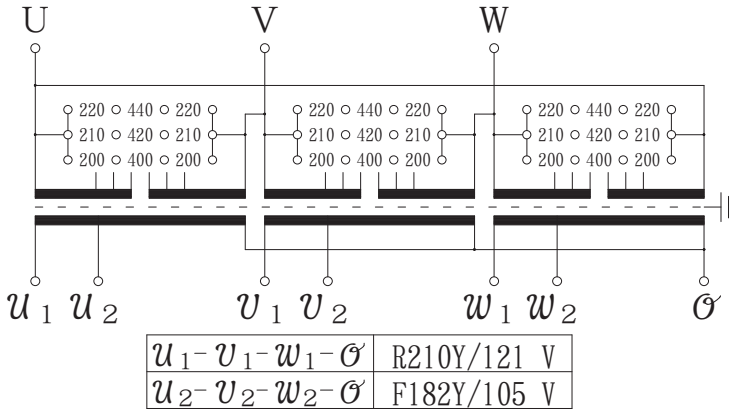 U V W
220 440 220 220 440 220 220 440 220
210 420 210 210 420 210 210 420 210
200 400 200 200 400 200 200 400 200
𝒰1 𝒰2 𝒱1 𝒱2 𝒲1 𝒲2 𝒪
𝒰1-𝒱1-𝒲1-𝒪 R210Y/121 V
𝒰2-𝒱2-𝒲2-𝒪 F182Y/105 V